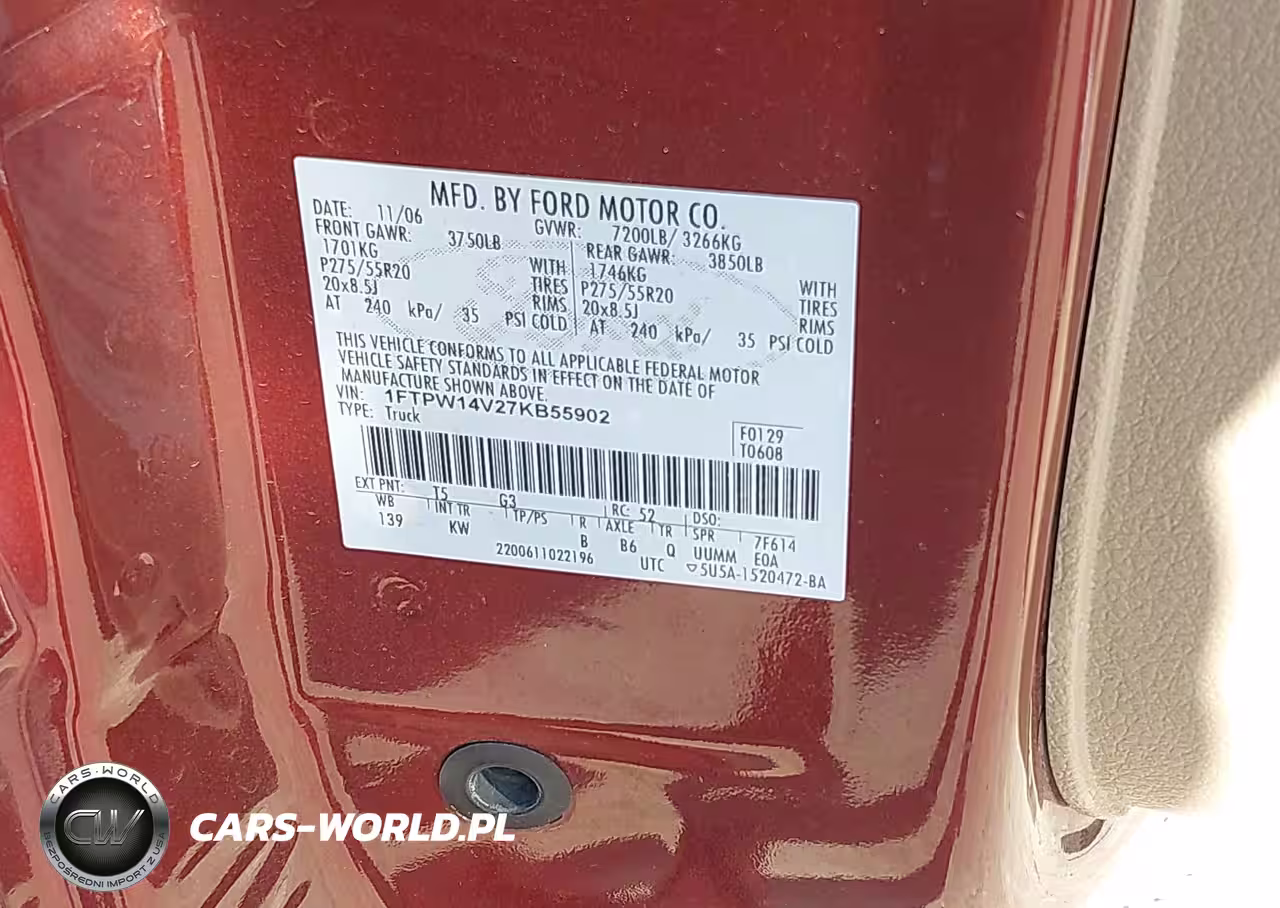 MFD. BY FORD MOTOR CO.
DATE: 11/06 GVWR: 7200LB/ 3266KG
FRONT GAWR: 3750LB REAR GAWR: 3850LB
1701KG WITH 1746KG WITH
P275/55R20 TIRES P275/55R20 TIRES
20x8.5J RIMS 20x8.5J RIMS
AT 240 kPa/ 35 PSI COLD AT 240 kPa/ 35 PSI COLD
THIS VEHICLE CONFORMS TO ALL APPLICABLE FEDERAL MOTOR
VEHICLE SAFETY STANDARDS IN EFFECT ON THE DATE OF
MANUFACTURE SHOWN ABOVE.
VIN: 1FTPW14V27KB55902
TYPE: Truck
F0129
T0608
EXT PNT: T5 G3 RC: 52 DSO:
WB INT TR TP/PS R AXLE TR SPR 7F614
139 KW B B6 Q UUMM E0A
2200611022196 UTC ▽5U5A-1520472-BA
CARS-WORLD
CW
BEZPOŚREDNI IMPORT Z USA
CARS-WORLD.PL